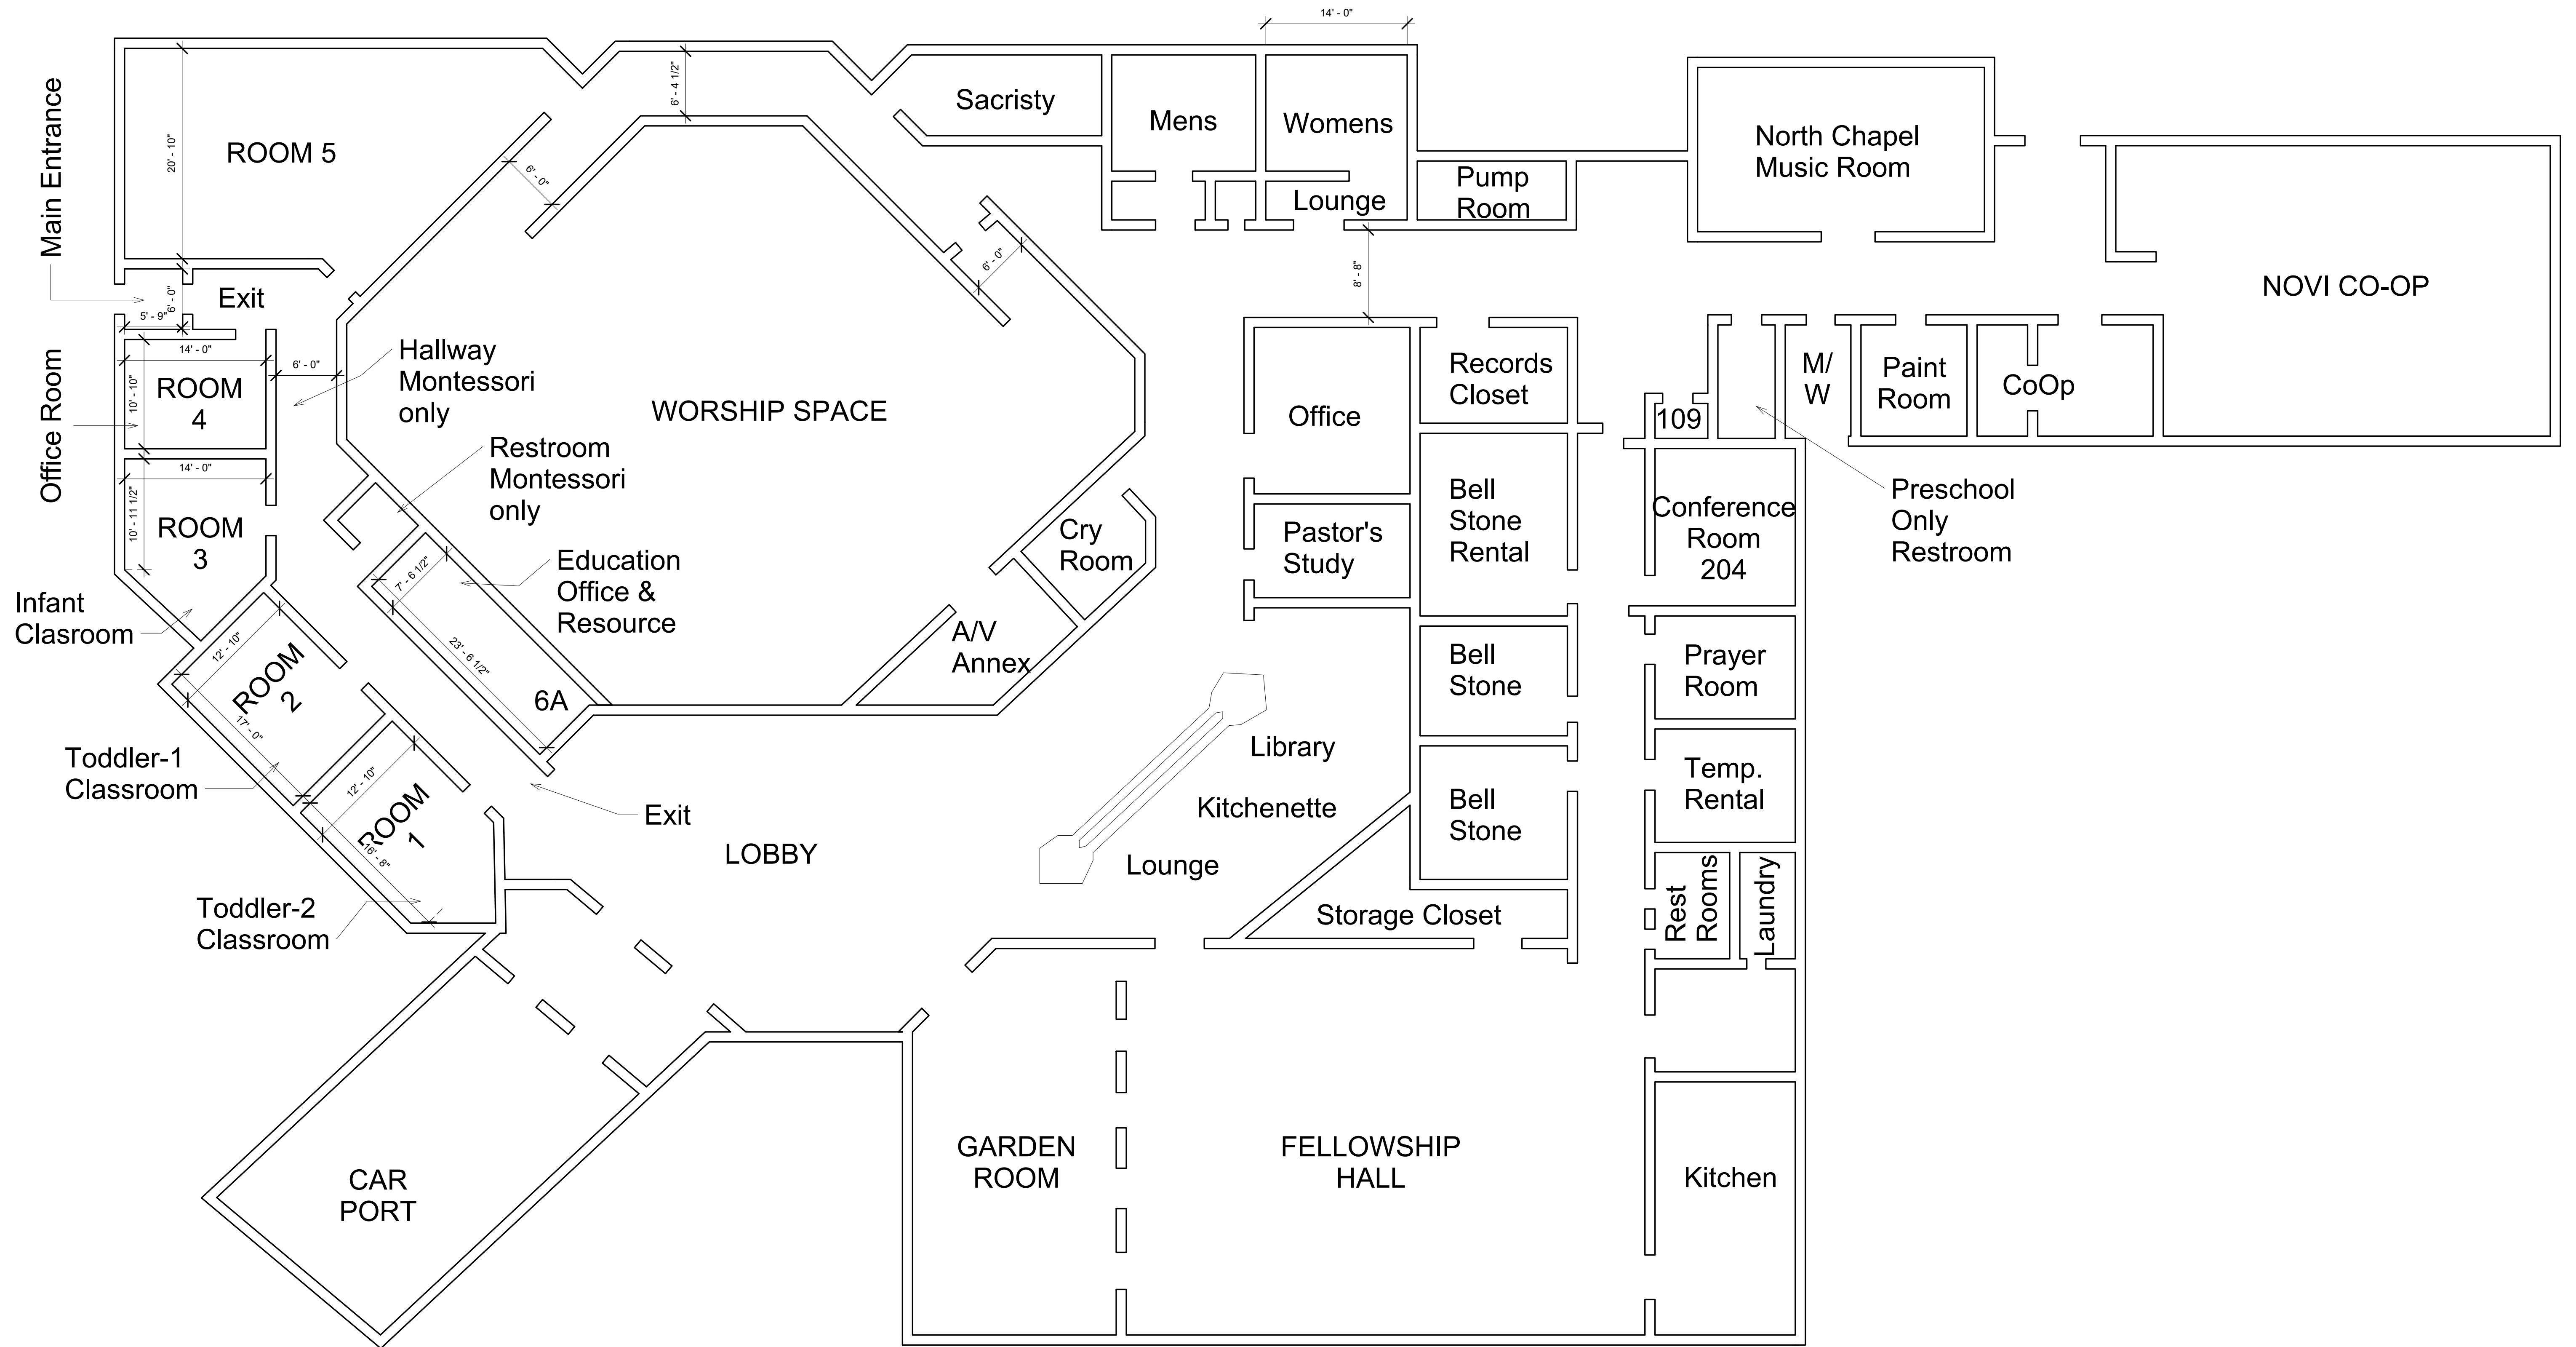 14' - 0"
Main Entrance
20' - 10"
ROOM 5
6' - 4 1/2"
Sacristy
Mens
Womens
Lounge
Pump
Room
North Chapel
Music Room
NOVI CO-OP
6' - 0"
6' - 0"
8' - 8"
Exit
6' - 0"
5' - 9"
14' - 0"
6' - 0"
Office Room
10' - 10"
ROOM
4
Hallway
Montessori
only
WORSHIP SPACE
Office
Records
Closet
109
M/
W
Paint
Room
CoOp
14' - 0"
10' - 11 1/2"
ROOM
3
Restroom
Montessori
only
Cry
Room
Pastor's
Study
Bell
Stone
Rental
Conference
Room
204
Preschool
Only
Restroom
7' - 6 1/2"
Education
Office &
Resource
Infant
Clasroom
12' - 10"
ROOM
2
17' - 0"
23' - 6 1/2"
6A
A/V
Annex
Bell
Stone
Prayer
Room
Toddler-1
Classroom
12' - 10"
ROOM
1
16' - 8"
Exit
LOBBY
Library
Kitchenette
Lounge
Bell
Stone
Temp.
Rental
Toddler-2
Classroom
Storage Closet
Rest
Rooms
Laundry
CAR
PORT
GARDEN
ROOM
FELLOWSHIP
HALL
Kitchen